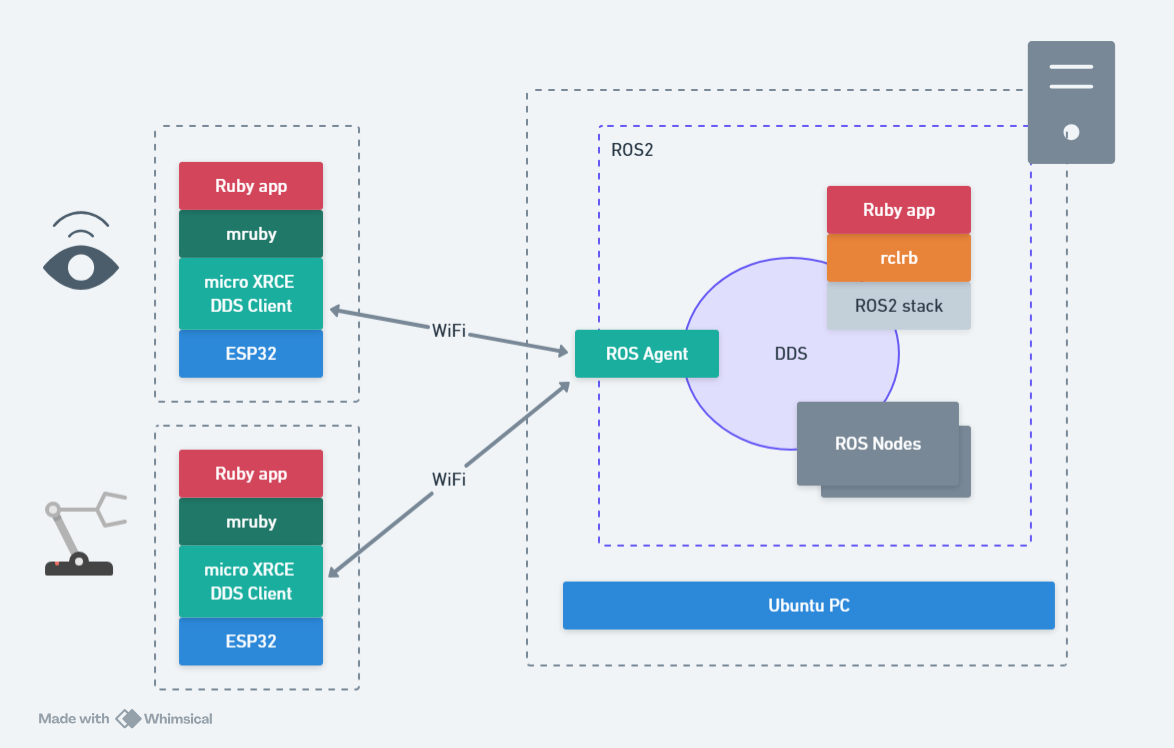 Ruby app
mruby
micro XRCE
DDS Client
ESP32
Ruby app
mruby
micro XRCE
DDS Client
ESP32
WiFi
WiFi
ROS2
Ruby app
rclrb
ROS2 stack
ROS Agent
DDS
ROS Nodes
Ubuntu PC
Made with Whimsical